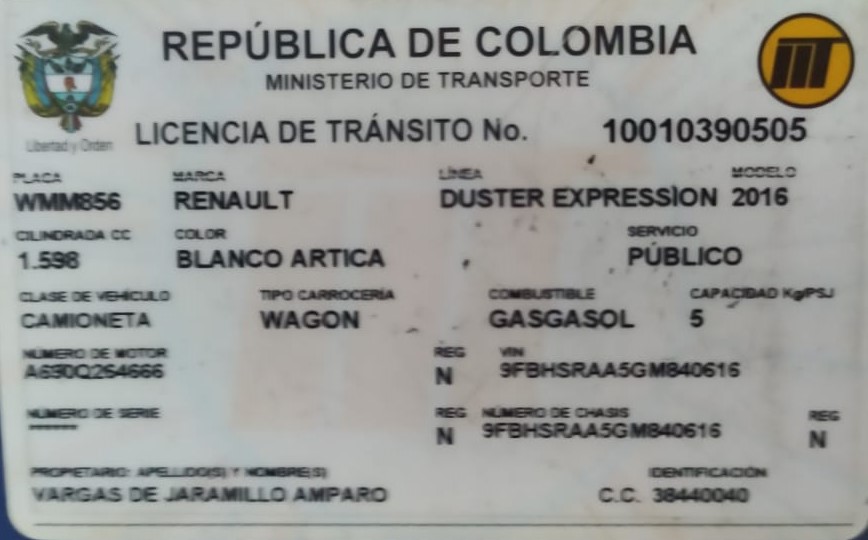 REPÚBLICA DE COLOMBIA
MINISTERIO DE TRANSPORTE
Libertad y Orden
LICENCIA DE TRÁNSITO No. 10010390505
PLACA MARCA LÍNEA MODELO
WMM856 RENAULT DUSTER EXPRESSION 2016
CILINDRADA CC COLOR SERVICIO
1.598 BLANCO ARTICA PÚBLICO
CLASE DE VEHÍCULO TIPO CARROCERÍA COMBUSTIBLE CAPACIDAD Kg/PSJ
CAMIONETA WAGON GASGASOL 5
NÚMERO DE MOTOR REG VIN
N 9FBHSRAA5GM840616
NÚMERO DE SERIE REG NÚMERO DE CHASIS REG
****** N 9FBHSRAA5GM840616 N
PROPIETARIO: APELLIDO(S) Y NOMBRE(S) IDENTIFICACIÓN
VARGAS DE JARAMILLO AMPARO C.C. 38440040